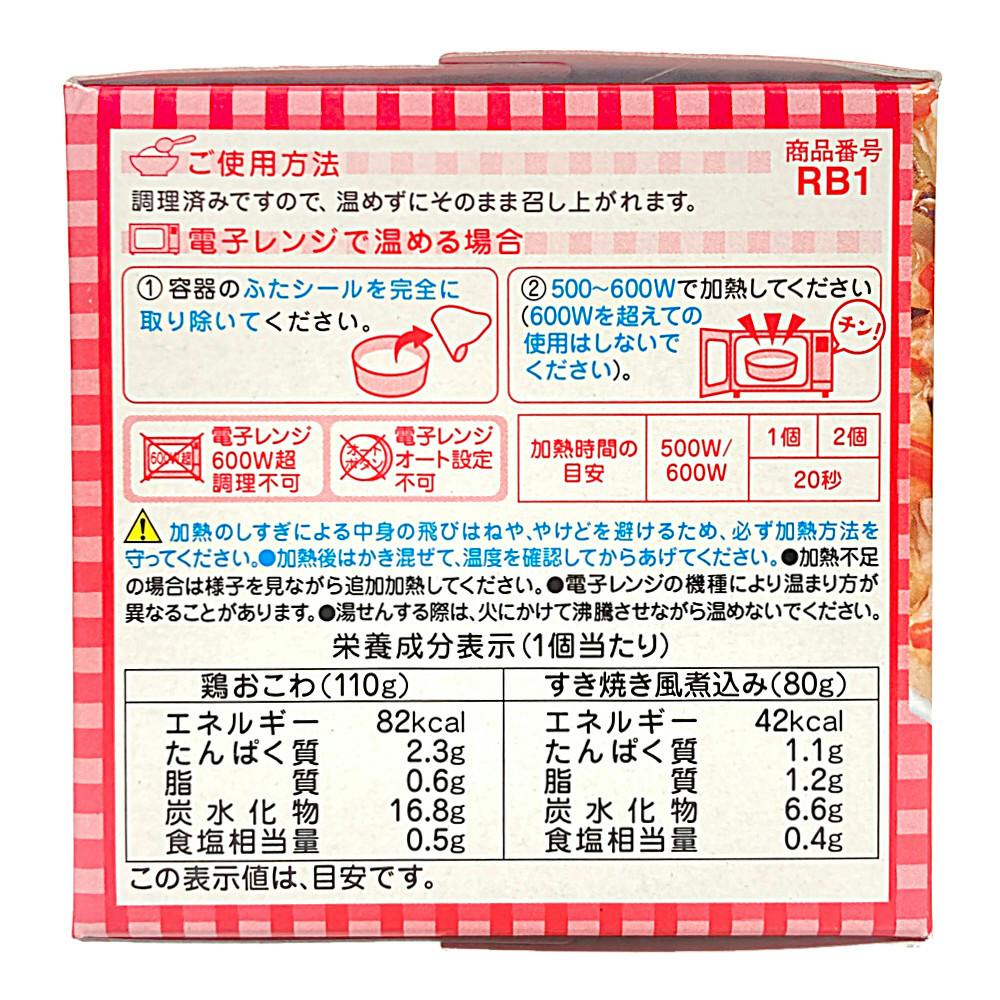 ご使用方法
商品番号
RB1
調理済みですので、温めずにそのまま召し上がれます。
電子レンジで温める場合
①容器のふたシールを完全に
取り除いてください。
②500~600Wで加熱してください
(600Wを超えての
使用はしないで
ください)。
チン!
600W超
電子レンジ
600W超
調理不可
オート
ボタン
電子レンジ
オート設定
不可
加熱時間の
目安
500W/
600W
1個 2個
20秒
加熱のしすぎによる中身の飛びはねや、やけどを避けるため、必ず加熱方法を
守ってください。●加熱後はかき混ぜて、温度を確認してからあげてください。●加熱不足
の場合は様子を見ながら追加加熱してください。●電子レンジの機種により温まり方が
異なることがあります。●湯せんする際は、火にかけて沸騰させながら温めないでください。
栄養成分表示(1個当たり)
鶏おこわ(110g) すき焼き風煮込み(80g)
エネルギー 82kcal エネルギー 42kcal
たんぱく質 2.3g たんぱく質 1.1g
脂質 0.6g 脂質 1.2g
炭水化物 16.8g 炭水化物 6.6g
食塩相当量 0.5g 食塩相当量 0.4g
この表示値は、目安です。